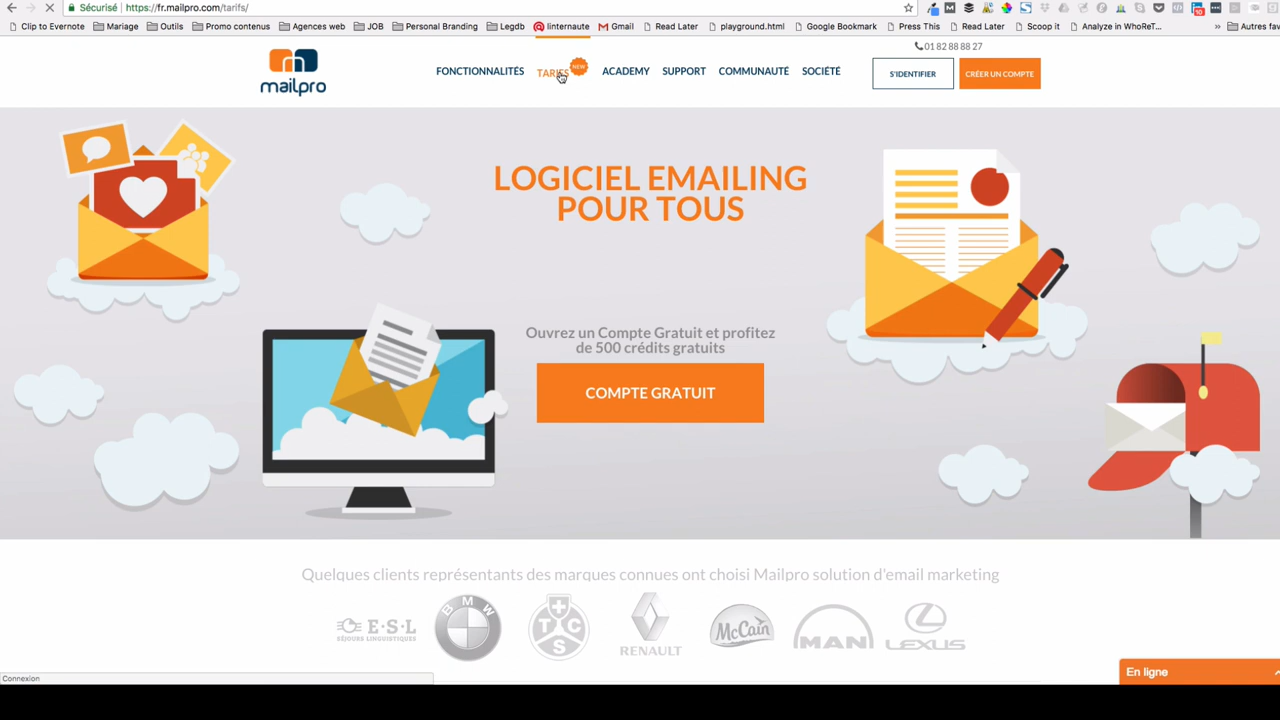 Sécurisé https://fr.mailpro.com/tarifs/
Clip to Evernote Mariage Outils Promo contenus Agences web JOB Personal Branding Legdb linternaute Gmail Read Later playground.html Google Bookmark Press This Read Later Scoop it Analyze in WhoReT... » Autres fa
01 82 88 88 27
mailpro
FONCTIONNALITÉS TARIFS NEW ACADEMY SUPPORT COMMUNAUTÉ SOCIÉTÉ S'IDENTIFIER CRÉER UN COMPTE
LOGICIEL EMAILING
POUR TOUS
Ouvrez un Compte Gratuit et profitez
de 500 crédits gratuits
COMPTE GRATUIT
Quelques clients représentants des marques connues ont choisi Mailpro solution d'email marketing
E·S·L
SÉJOURS LINGUISTIQUES
BMW
TCS
RENAULT
McCain
MAN
LEXUS
En ligne
Connexion